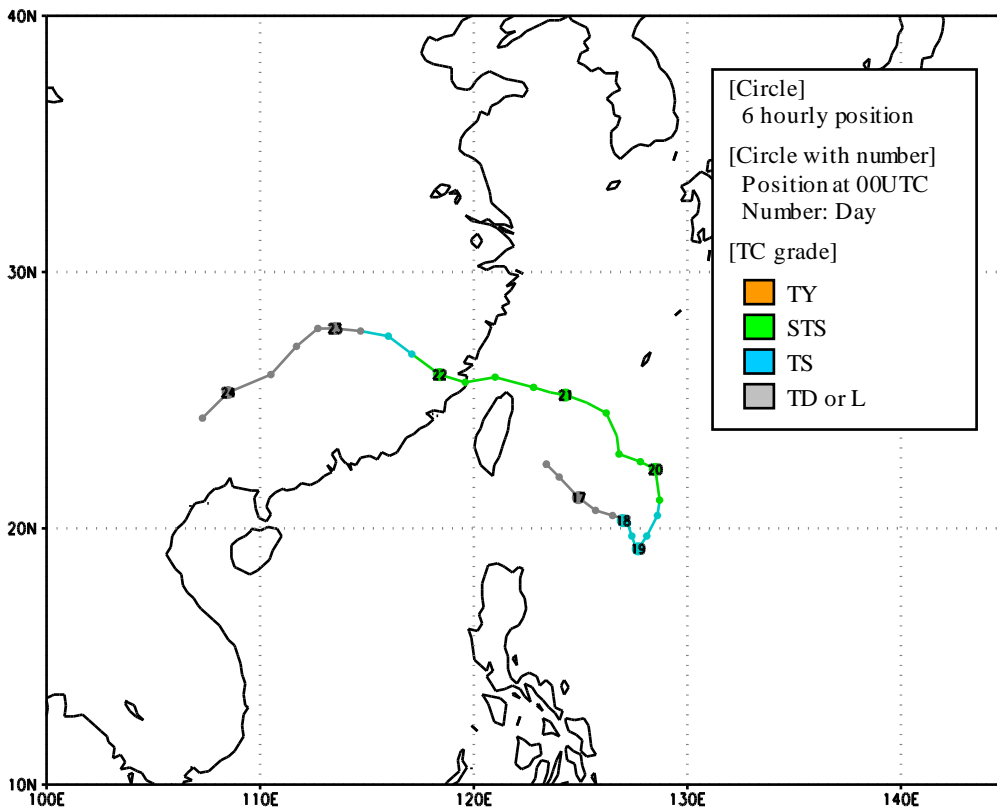 40N
[Circle]
6 hourly position
[Circle with number]
Position at 00UTC
Number: Day
[TC grade]
TY
STS
TS
TD or L
30N
23
24
22
21
20
17
18
19
20N
10N
100E
110E
120E
130E
140E